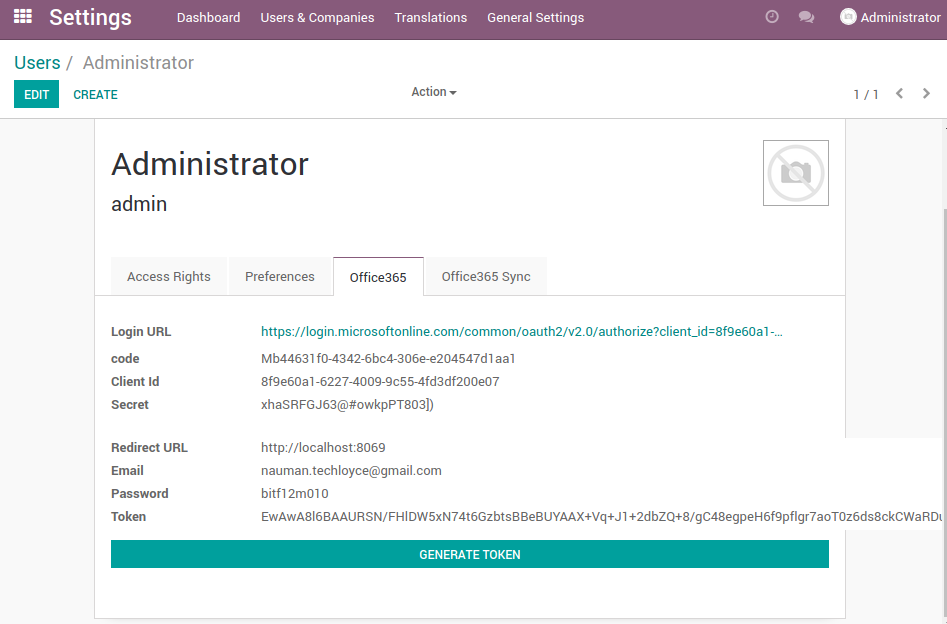 Settings Dashboard Users & Companies Translations General Settings Administrator
Users / Administrator
EDIT CREATE Action 1 / 1
Administrator
admin
Access Rights Preferences Office365 Office365 Sync
Login URL https://login.microsoftonline.com/common/oauth2/v2.0/authorize?client_id=8f9e60a1-...
code Mb44631f0-4342-6bc4-306e-e204547d1aa1
Client Id 8f9e60a1-6227-4009-9c55-4fd3df200e07
Secret xhaSRFGJ63@#owkpPT803])
Redirect URL http://localhost:8069
Email nauman.techloyce@gmail.com
Password bitf12m010
Token EwAwA8l6BAAURSN/FHlDW5xN74t6GzbtsBBeBUYAAX+Vq+J1+2dbZQ+8/gC48egpeH6f9pflgr7aoT0z6ds8ckCWaRD
GENERATE TOKEN